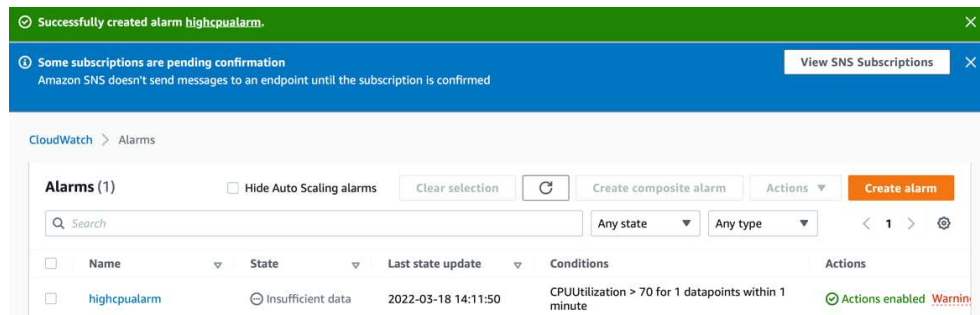 Successfully created alarm highcpualarm.
Some subscriptions are pending confirmation
Amazon SNS doesn't send messages to an endpoint until the subscription is confirmed
View SNS Subscriptions
CloudWatch > Alarms
Alarms (1)
Hide Auto Scaling alarms
Clear selection
Create composite alarm
Actions
Create alarm
Search
Any state
Any type
< 1 >
Name
State
Last state update
Conditions
Actions
highcpualarm
Insufficient data
2022-03-18 14:11:50
CPUUtilization > 70 for 1 datapoints within 1
minute
Actions enabled
Warnin